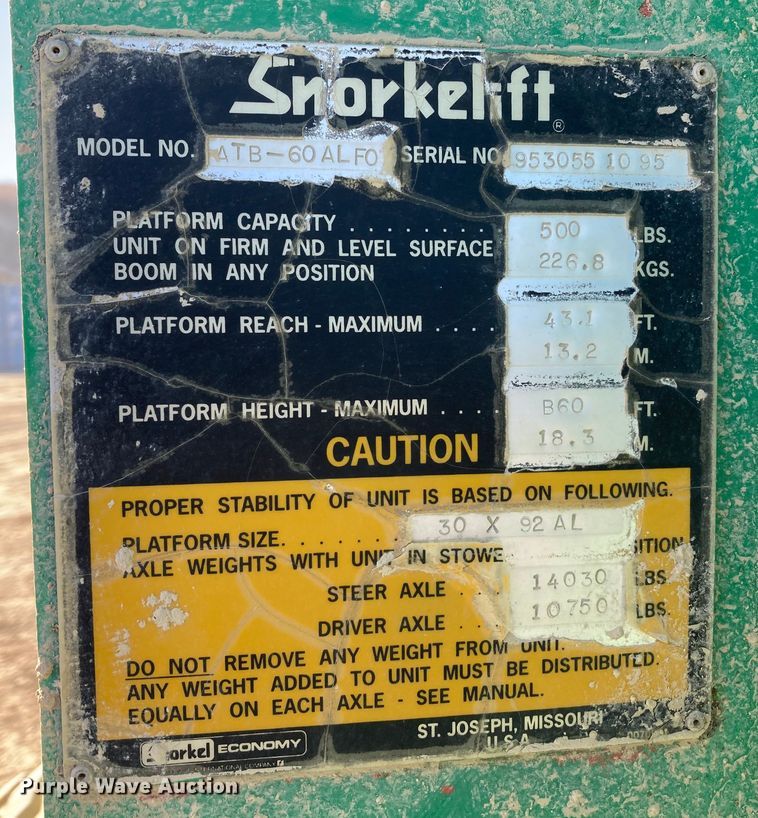 Snorkelift ®
MODEL NO. ATB-60ALFO SERIAL NO 953055 10 95
PLATFORM CAPACITY ........ 500 LBS.
UNIT ON FIRM AND LEVEL SURFACE
BOOM IN ANY POSITION 226.8 KGS.
PLATFORM REACH - MAXIMUM .... 43.1 FT.
13.2 M.
PLATFORM HEIGHT - MAXIMUM .... B60 FT.
18.3 M.
CAUTION
PROPER STABILITY OF UNIT IS BASED ON FOLLOWING.
PLATFORM SIZE........ 30 X 92 AL
AXLE WEIGHTS WITH UNIT IN STOWE SITION
STEER AXLE ... 14030 LBS
DRIVER AXLE ... 10750 LBS.
DO NOT REMOVE ANY WEIGHT FROM UNIT.
ANY WEIGHT ADDED TO UNIT MUST BE DISTRIBUTED.
EQUALLY ON EACH AXLE - SEE MANUAL.
Snorkel ECONOMY
ST. JOSEPH, MISSOURI
U.S.A.
INTERNATIONAL COMPANY
Purple Wave Auction